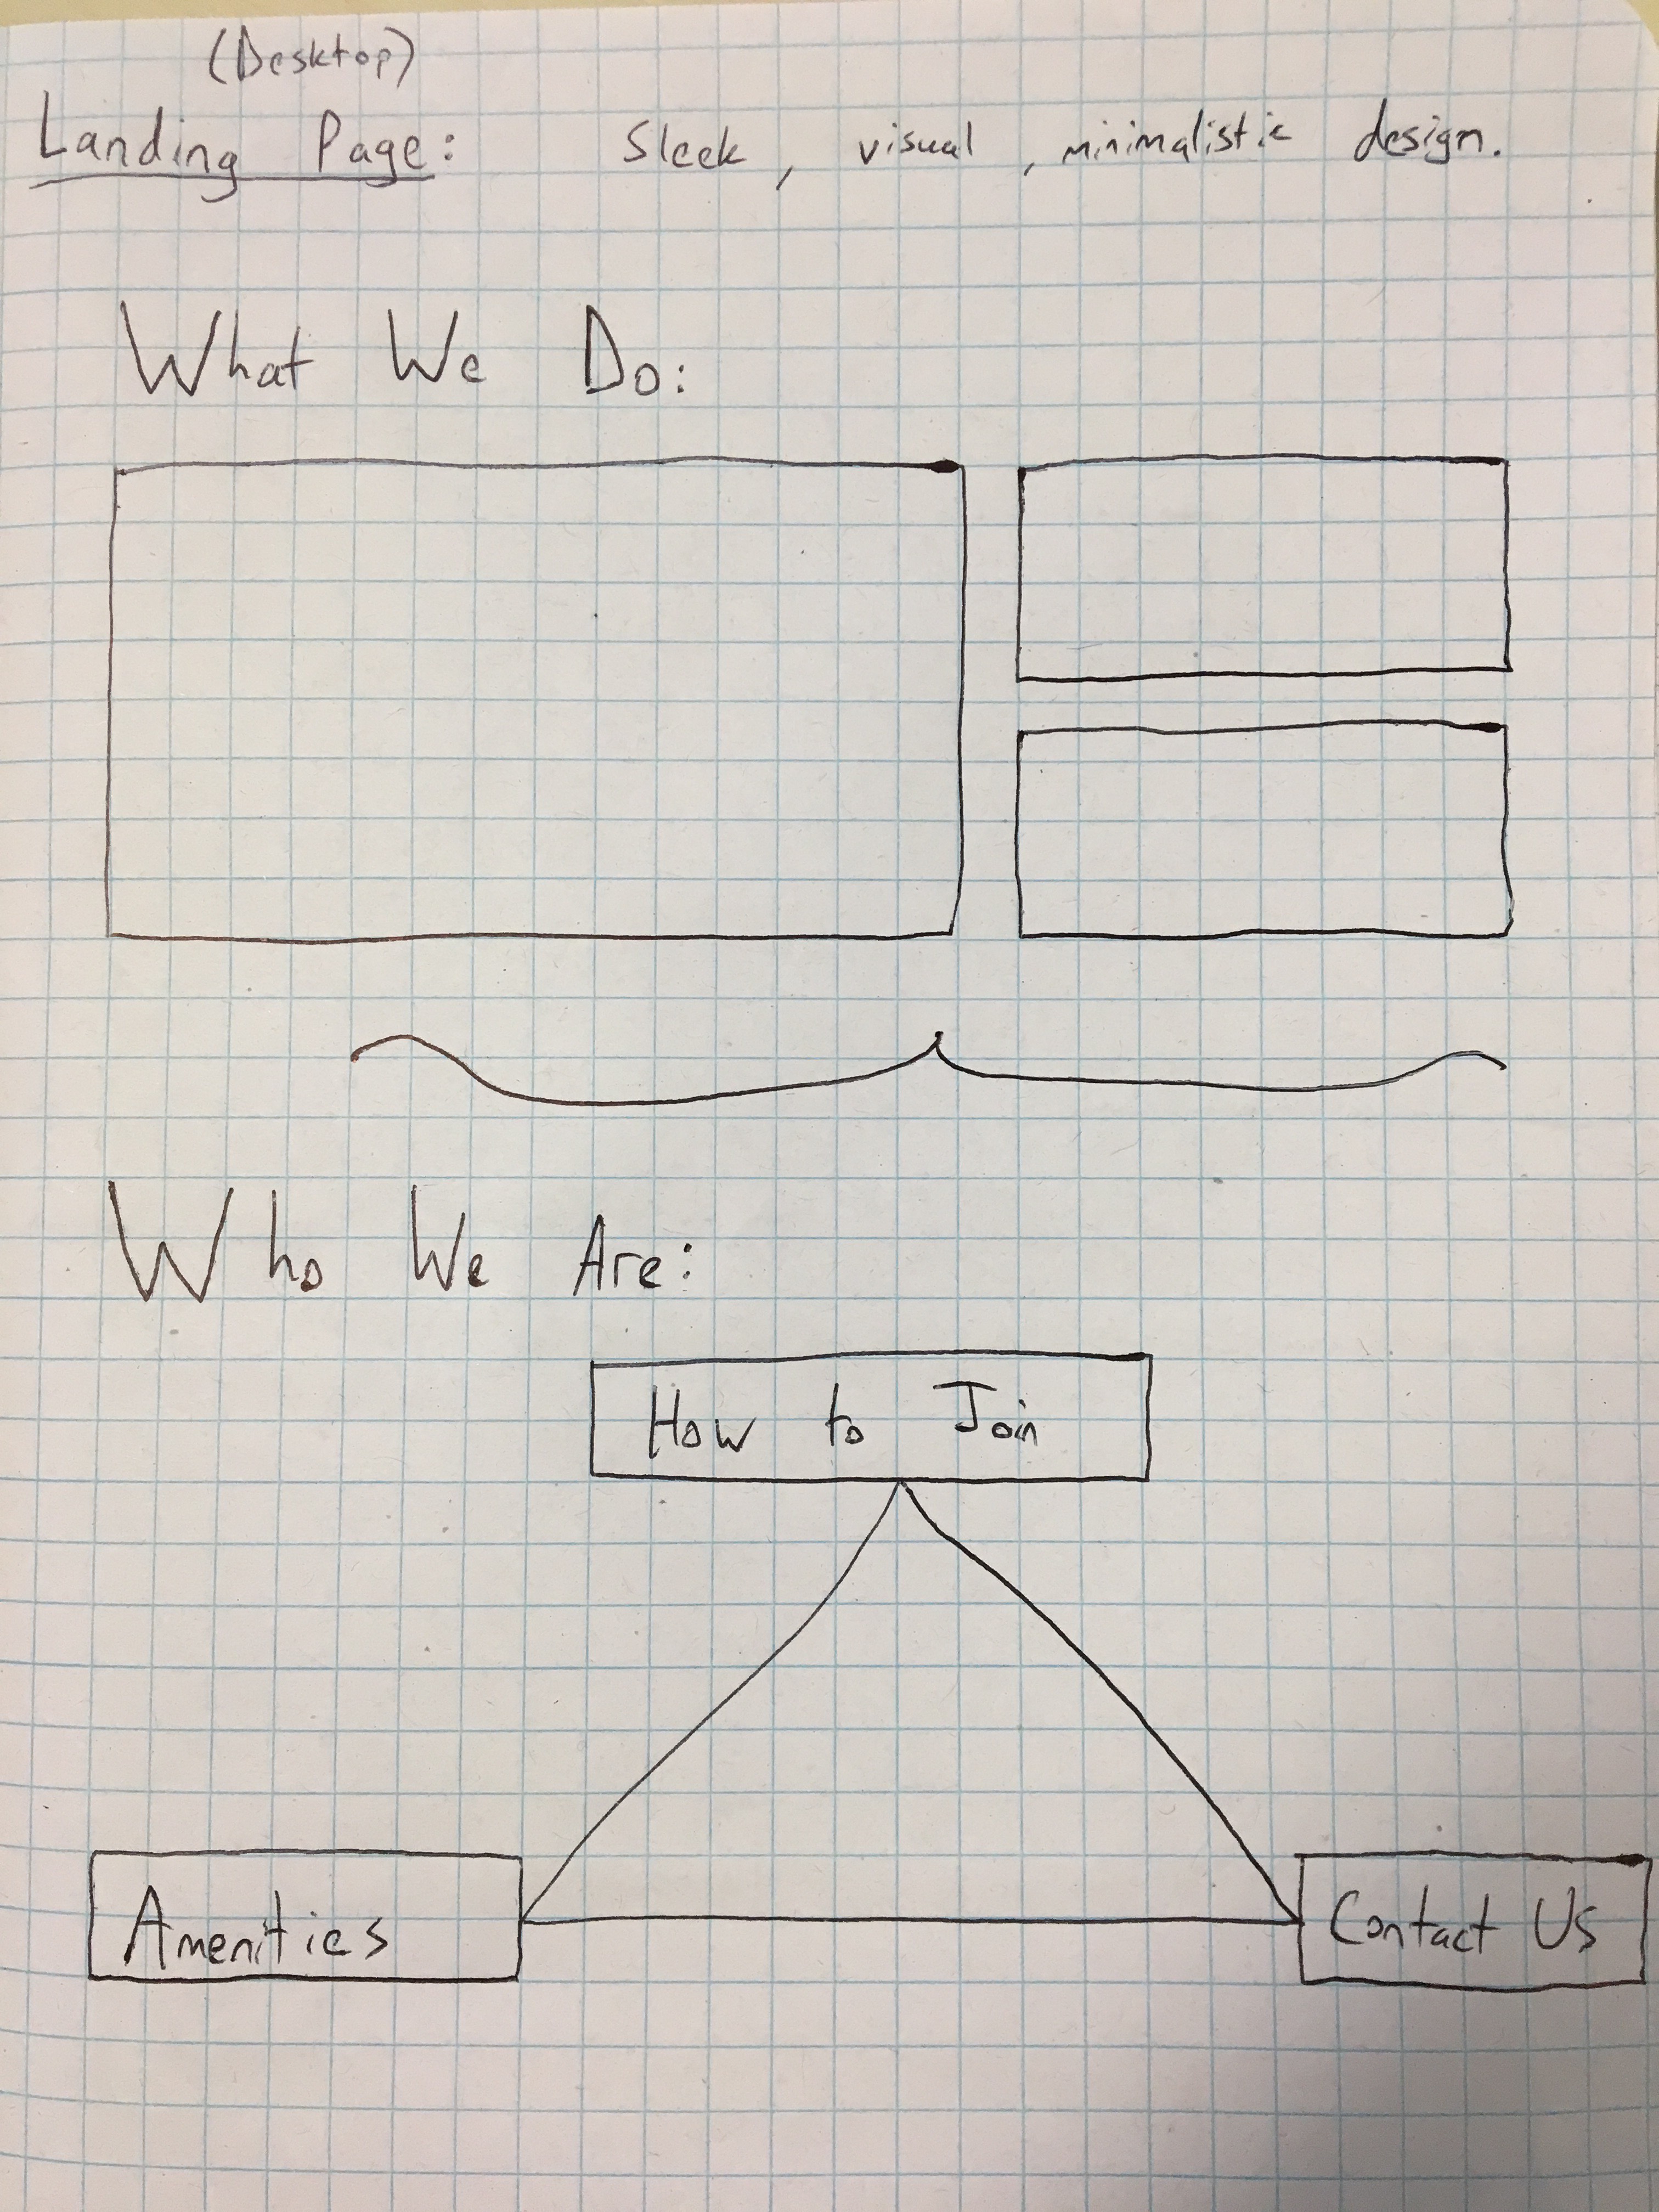 (Desktop)
Landing Page: Sleek, visual, minimalistic design.
What We Do:
Who We Are:
How to Join
Amenities
Contact Us